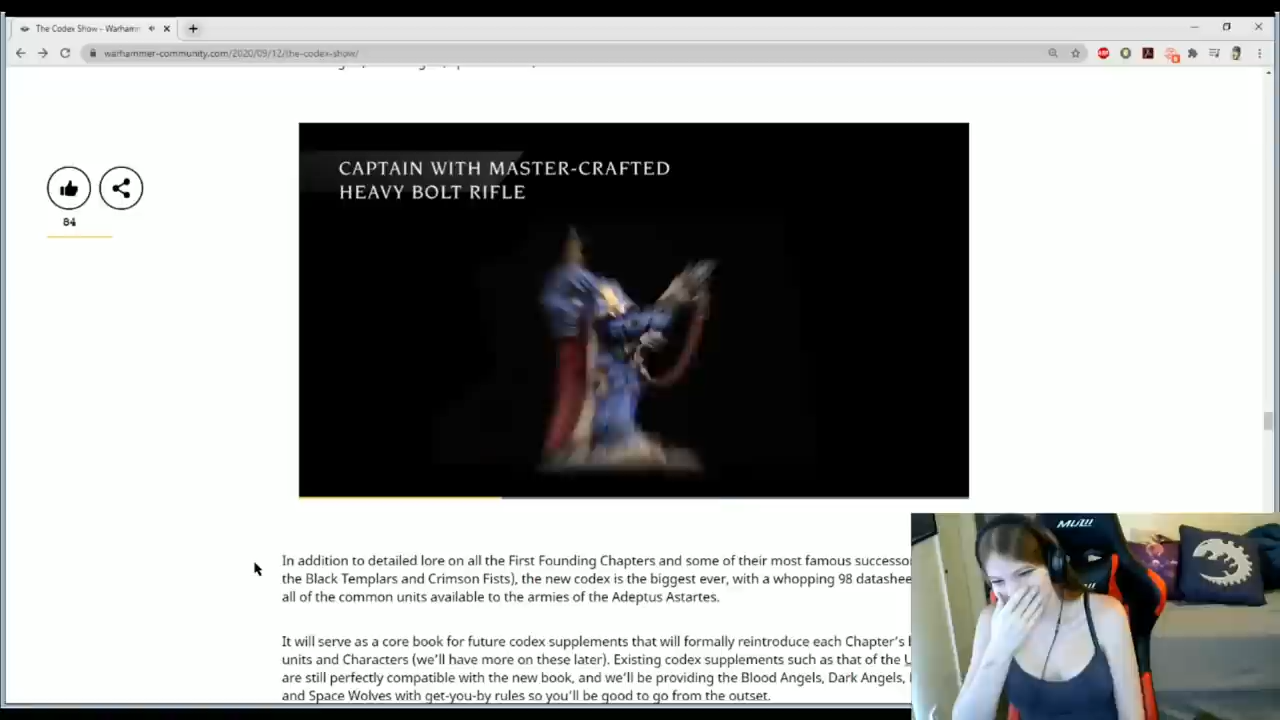 The Codex Show - Warhamm
warhammer-community.com/2020/09/12/the-codex-show/
CAPTAIN WITH MASTER-CRAFTED
HEAVY BOLT RIFLE
84
In addition to detailed lore on all the First Founding Chapters and some of their most famous successor
the Black Templars and Crimson Fists), the new codex is the biggest ever, with a whopping 98 datashee
all of the common units available to the armies of the Adeptus Astartes.
It will serve as a core book for future codex supplements that will formally reintroduce each Chapter's
units and Characters (we'll have more on these later). Existing codex supplements such as that of the U
are still perfectly compatible with the new book, and we'll be providing the Blood Angels, Dark Angels,
and Space Wolves with get-you-by rules so you'll be good to go from the outset.